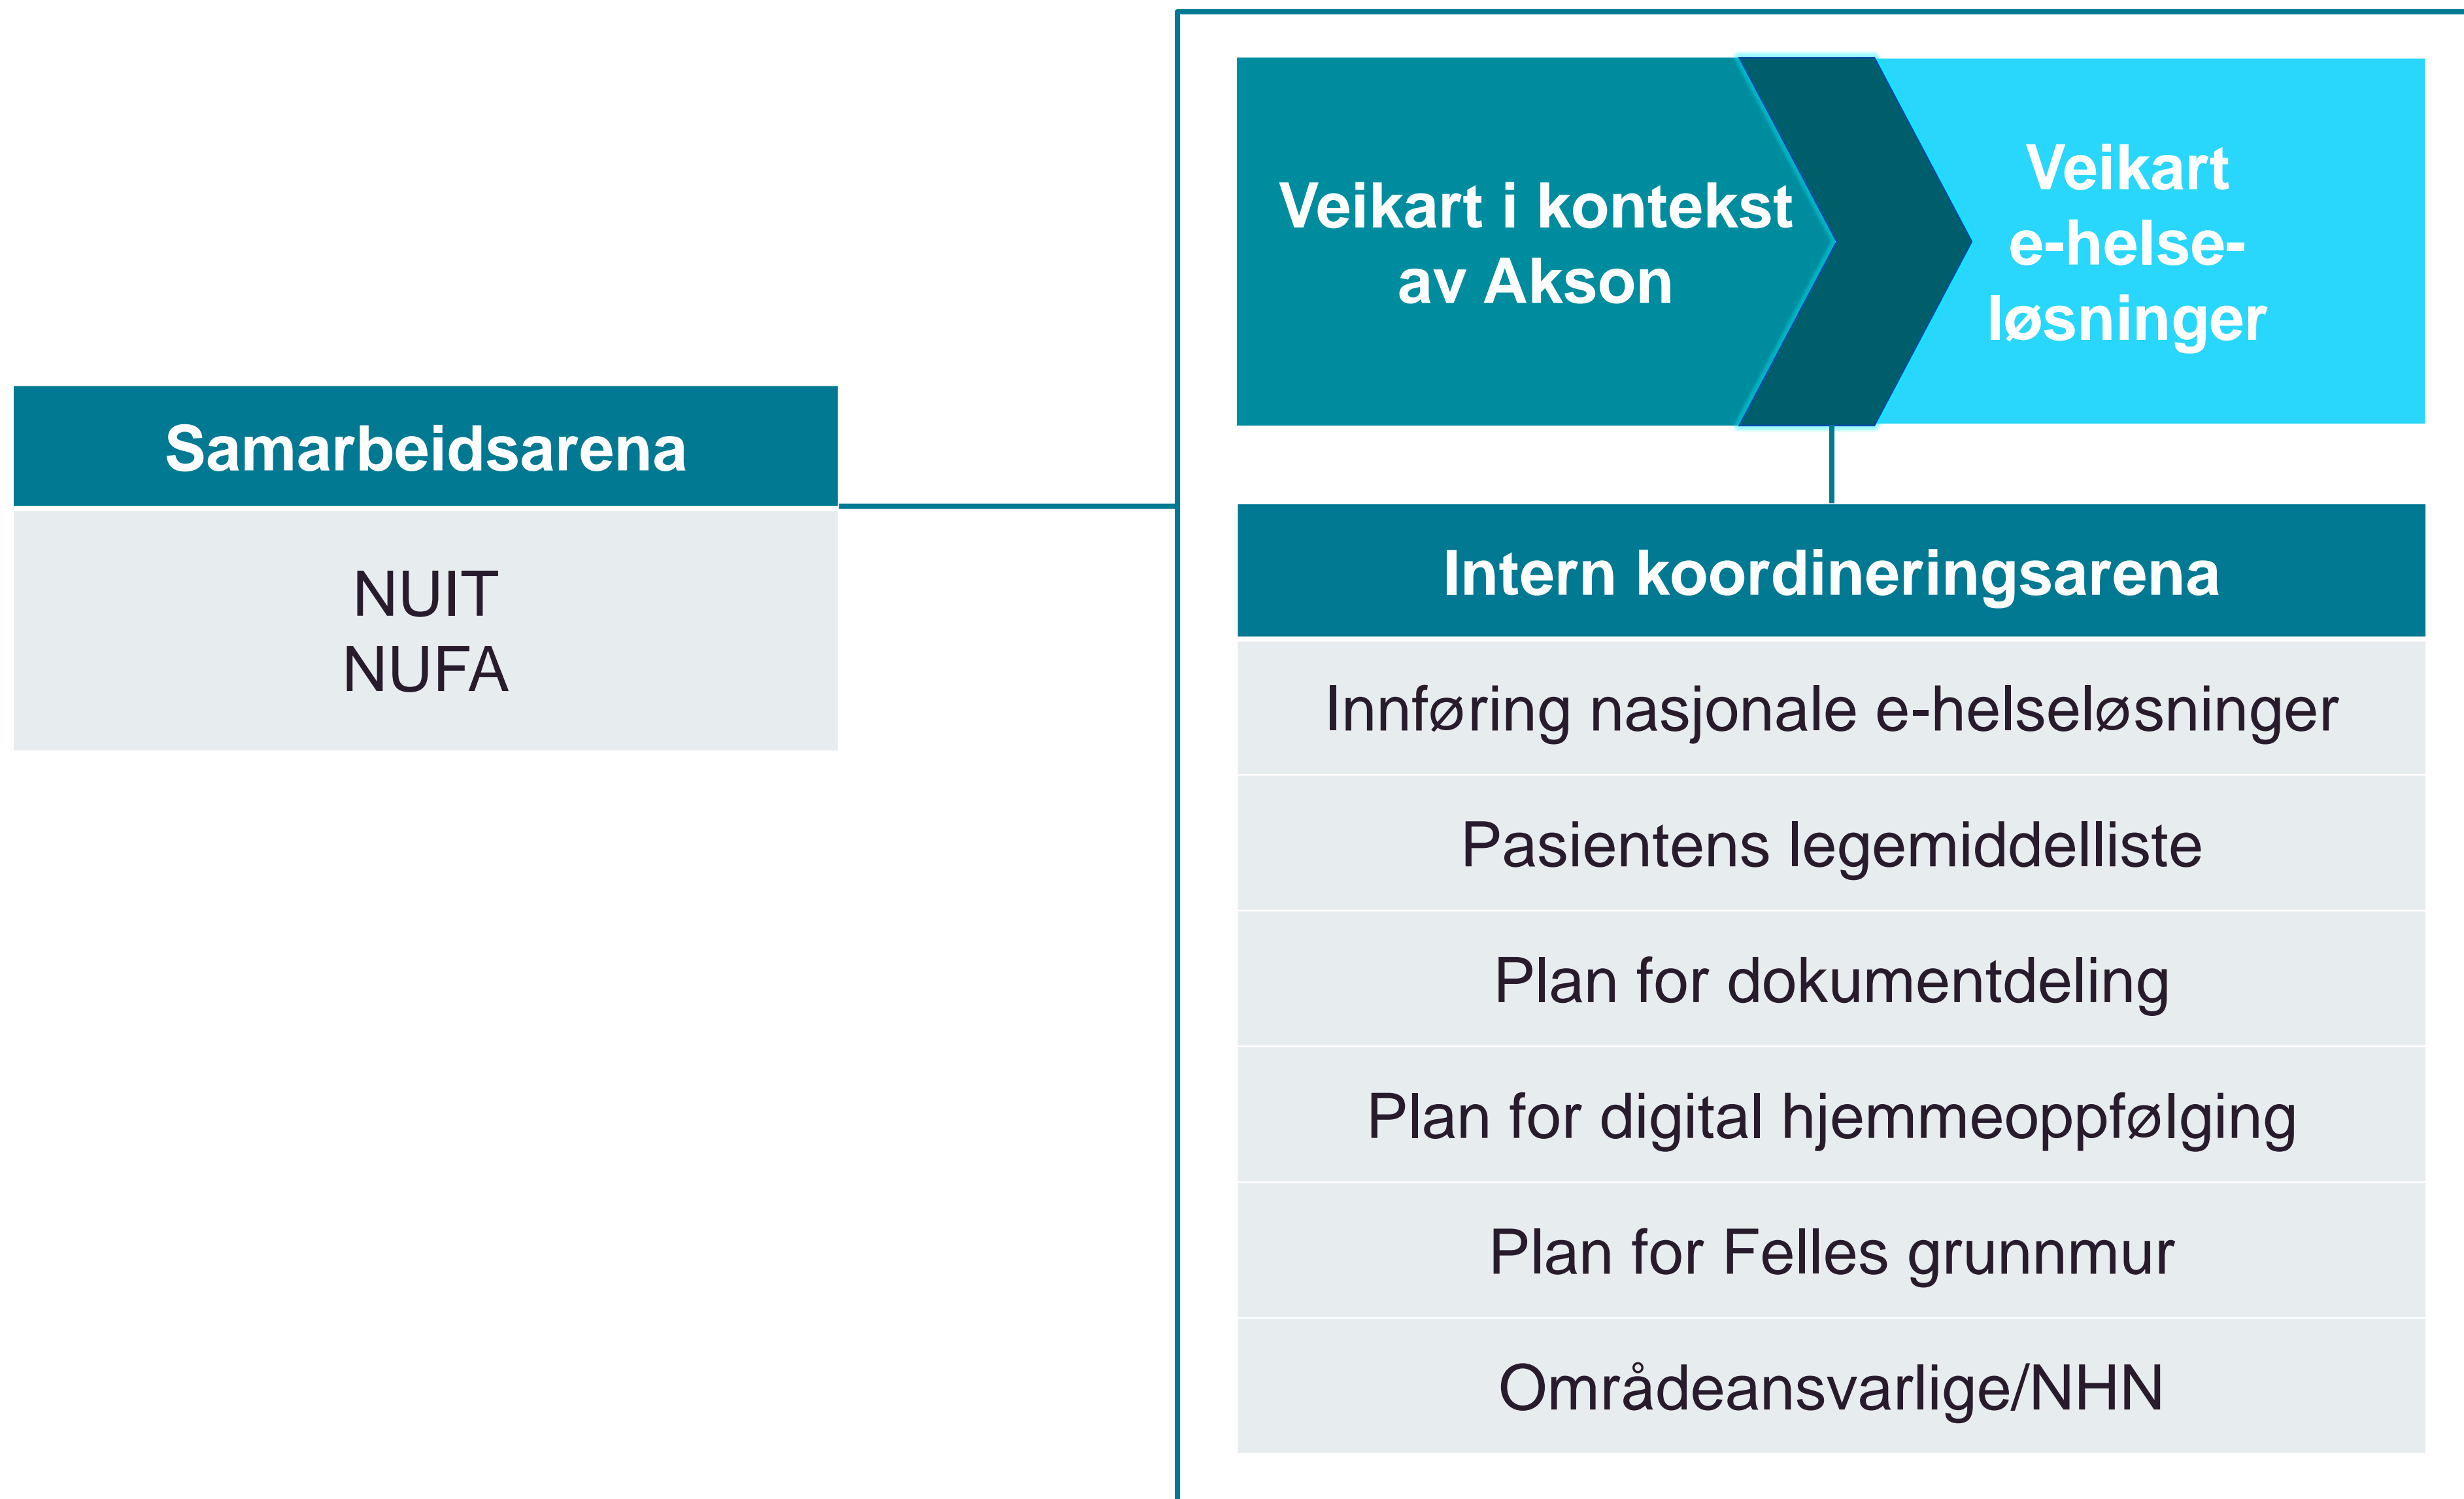 Veikart i kontekst
av Akson
Veikart
e-helse-
løsninger
Samarbeidsarena
NUIT
NUFA
Intern koordineringsarena
Innføring nasjonale e-helseløsninger
Pasientens legemiddelliste
Plan for dokumentdeling
Plan for digital hjemmeoppfølging
Plan for Felles grunnmur
Områdeansvarlige/NHN